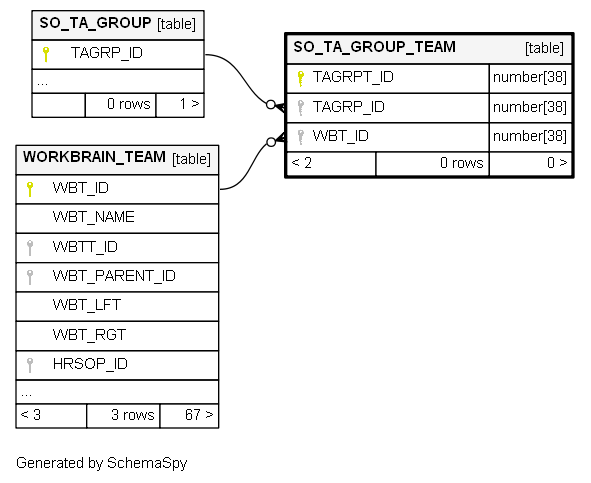 SO_TA_GROUP [table]
TAGRP_ID
...
0 rows 1 >
SO_TA_GROUP_TEAM [table]
TAGRPT_ID number[38]
TAGRP_ID number[38]
WBT_ID number[38]
< 2 0 rows 0 >
WORKBRAIN_TEAM [table]
WBT_ID
WBT_NAME
WBTT_ID
WBT_PARENT_ID
WBT_LFT
WBT_RGT
HRSOP_ID
...
< 3 3 rows 67 >
Generated by SchemaSpy